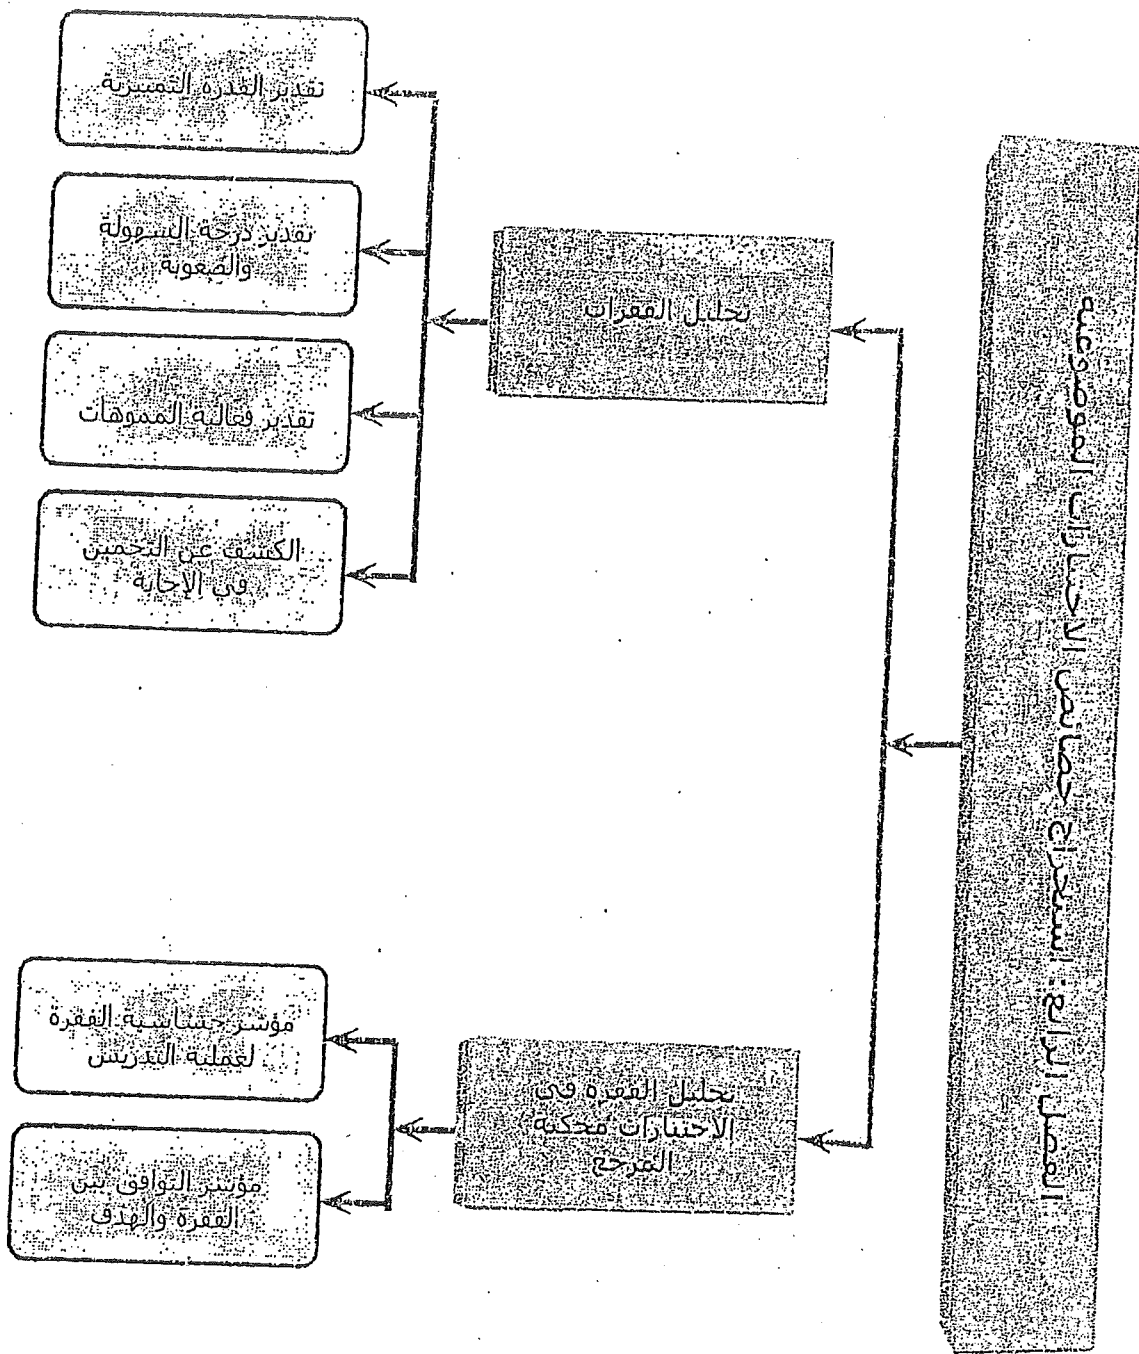 الفصل الرابع: استخراج خصائص الاختبارات الموضوعية
تحليل الفقرات
تقدير القدرة التمييزية
تقدير درجة السهولة
والصعوبة
تقدير فعالية المموهات
الكشف عن التخمين
في الإجابة
تحليل الفقرة في
الاختبارات محكية
المرجع
مؤشر حساسية الفقرة
لعملية التدريس
مؤشر التوافق بين
الفقرة والهدف